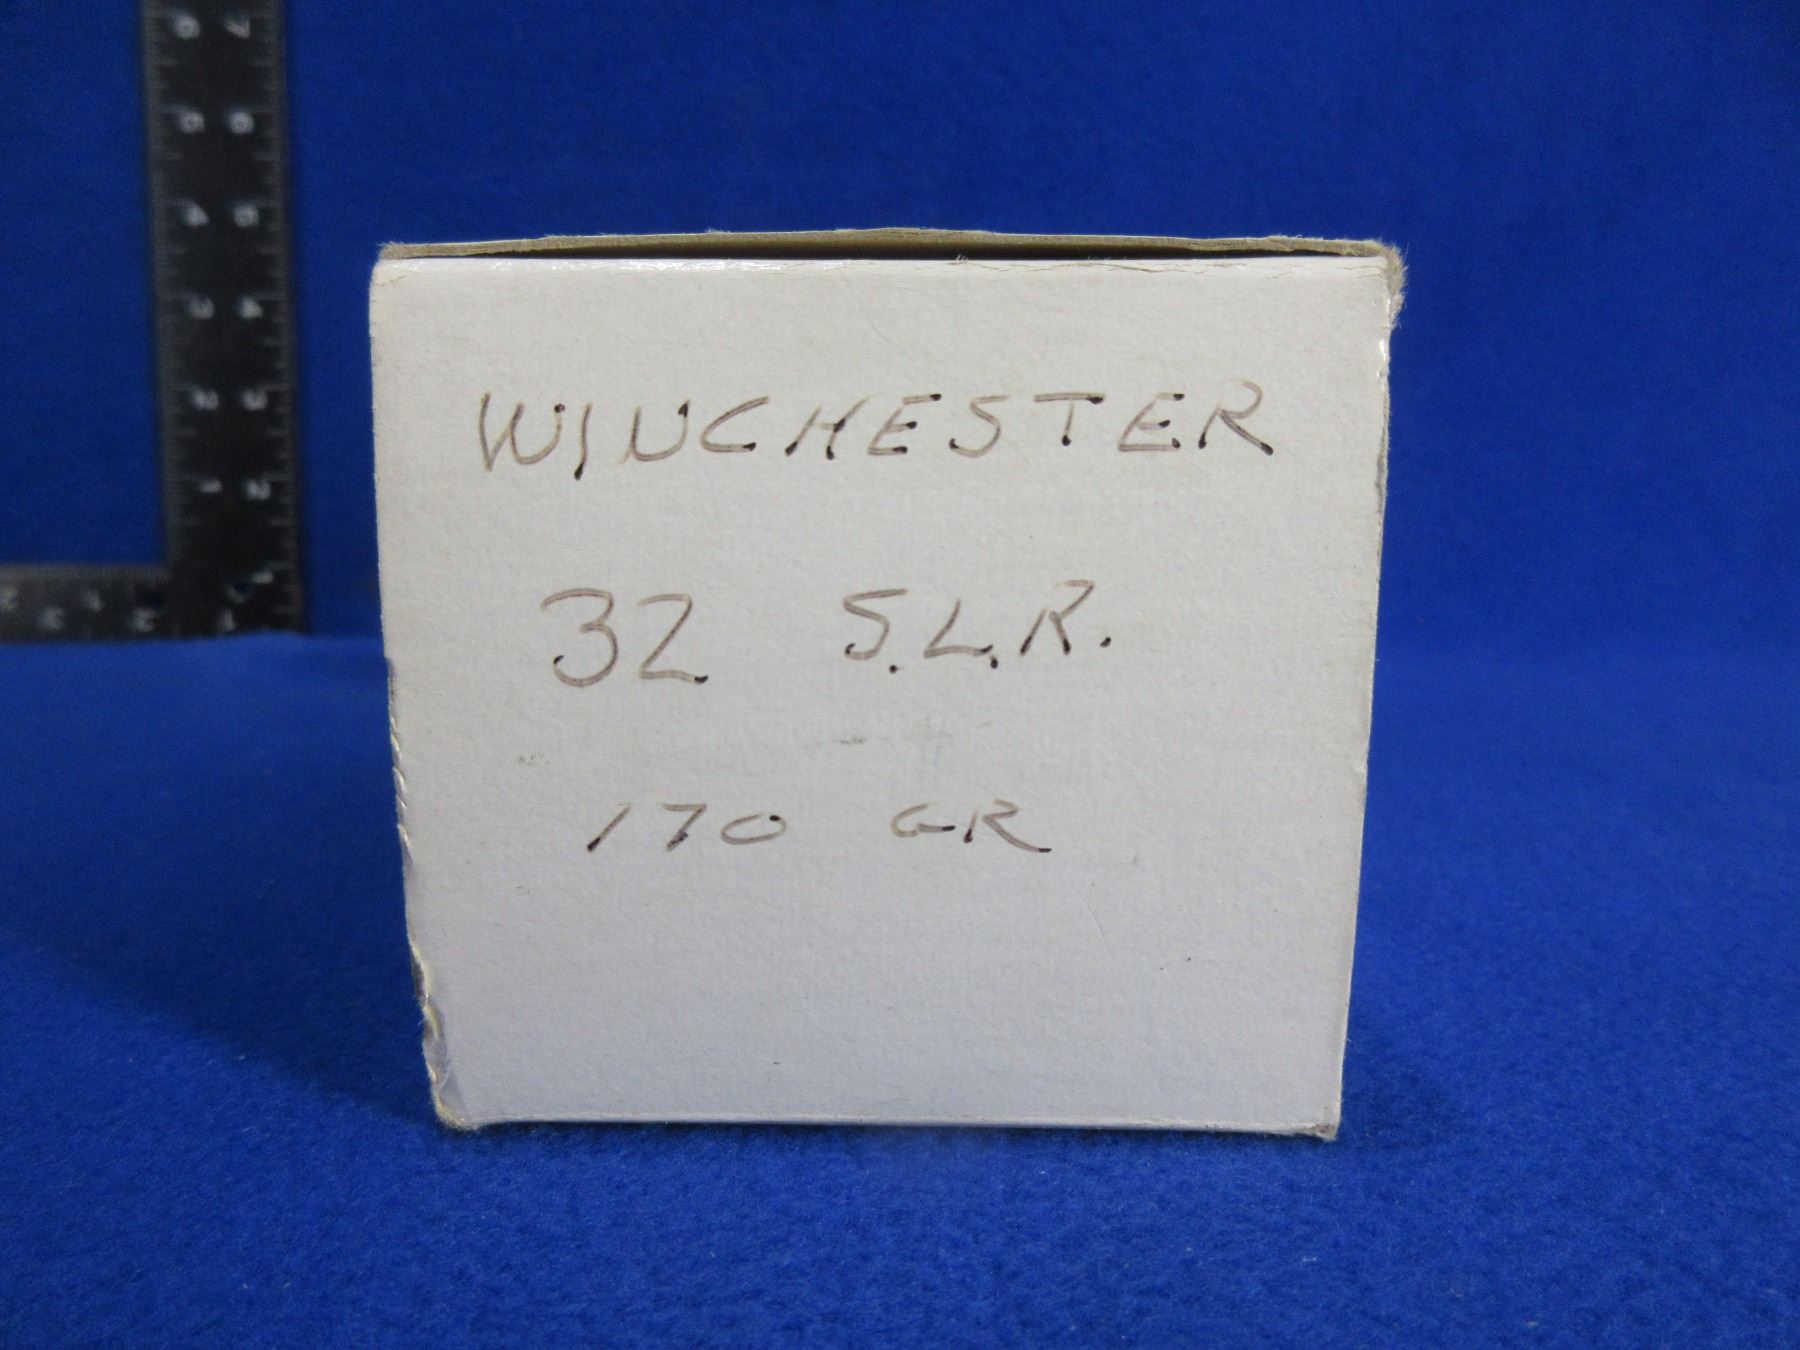 WINCHESTER
32 S.L.R.
170 GR